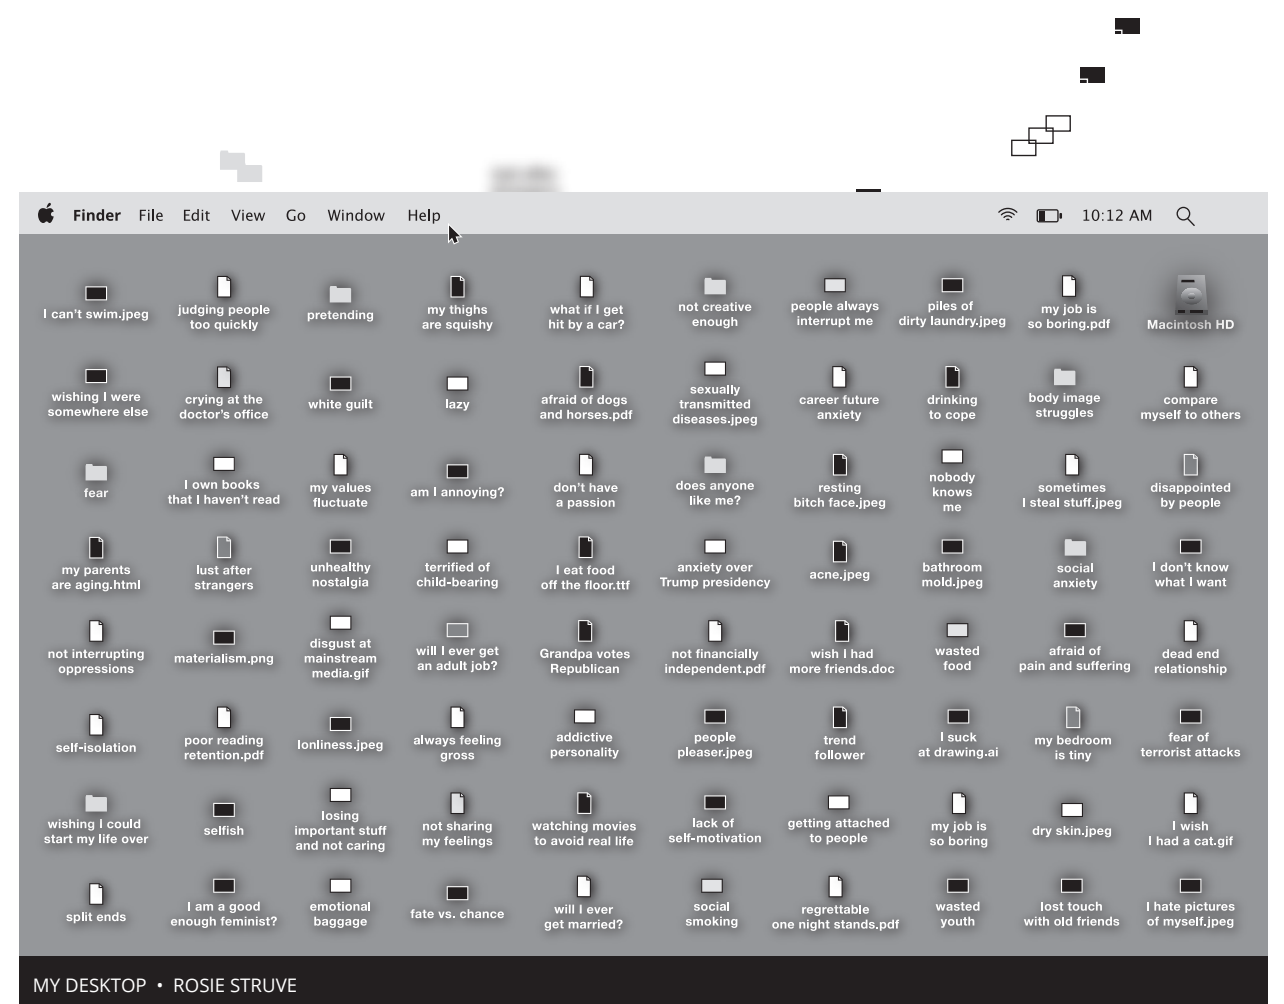 Finder File Edit View Go Window Help 10:12 AM
I can't swim.jpeg
judging people
too quickly
pretending
my thighs
are squishy
what if I get
hit by a car?
not creative
enough
people always
interrupt me
piles of
dirty laundry.jpeg
my job is
so boring.pdf
Macintosh HD
wishing I were
somewhere else
crying at the
doctor's office
white guilt
lazy
afraid of dogs
and horses.pdf
sexually
transmitted
diseases.jpeg
career future
anxiety
drinking
to cope
body image
struggles
compare
myself to others
fear
I own books
that I haven't read
my values
fluctuate
am I annoying?
don't have
a passion
does anyone
like me?
resting
bitch face.jpeg
nobody
knows
me
sometimes
I steal stuff.jpeg
disappointed
by people
my parents
are aging.html
lust after
strangers
unhealthy
nostalgia
terrified of
child-bearing
I eat food
off the floor.ttf
anxiety over
Trump presidency
acne.jpeg
bathroom
mold.jpeg
social
anxiety
I don't know
what I want
not interrupting
oppressions
materialism.png
disgust at
mainstream
media.gif
will I ever get
an adult job?
Grandpa votes
Republican
not financially
independent.pdf
wish I had
more friends.doc
wasted
food
afraid of
pain and suffering
dead end
relationship
self-isolation
poor reading
retention.pdf
lonliness.jpeg
always feeling
gross
addictive
personality
people
pleaser.jpeg
trend
follower
I suck
at drawing.ai
my bedroom
is tiny
fear of
terrorist attacks
wishing I could
start my life over
selfish
losing
important stuff
and not caring
not sharing
my feelings
watching movies
to avoid real life
lack of
self-motivation
getting attached
to people
my job is
so boring
dry skin.jpeg
I wish
I had a cat.gif
split ends
I am a good
enough feminist?
emotional
baggage
fate vs. chance
will I ever
get married?
social
smoking
regrettable
one night stands.pdf
wasted
youth
lost touch
with old friends
I hate pictures
of myself.jpeg
MY DESKTOP • ROSIE STRUVE